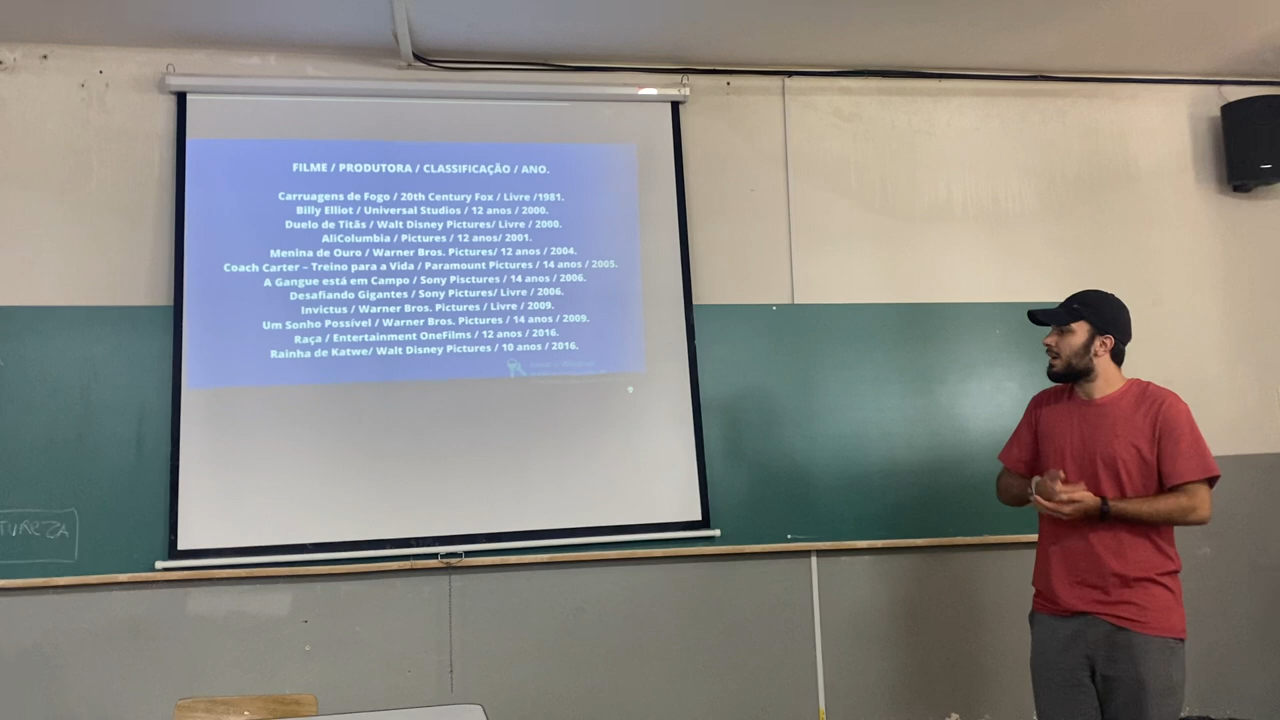 FILME / PRODUTORA / CLASSIFICAÇÃO / ANO.
Carruagens de Fogo / 20th Century Fox / Livre /1981.
Billy Elliot / Universal Studios / 12 anos / 2000.
Duelo de Titãs / Walt Disney Pictures/ Livre / 2000.
AliColumbia / Pictures / 12 anos/ 2001.
Menina de Ouro / Warner Bros. Pictures/ 12 anos / 2004.
Coach Carter – Treino para a Vida / Paramount Pictures / 14 anos / 2005.
A Gangue está em Campo / Sony Pisctures / 14 anos / 2006.
Desafiando Gigantes / Sony Pictures/ Livre / 2006.
Invictus / Warner Bros. Pictures / Livre / 2009.
Um Sonho Possível / Warner Bros. Pictures / 14 anos / 2009.
Raça / Entertainment OneFilms / 12 anos / 2016.
Rainha de Katwe/ Walt Disney Pictures / 10 anos / 2016.
TUREZA